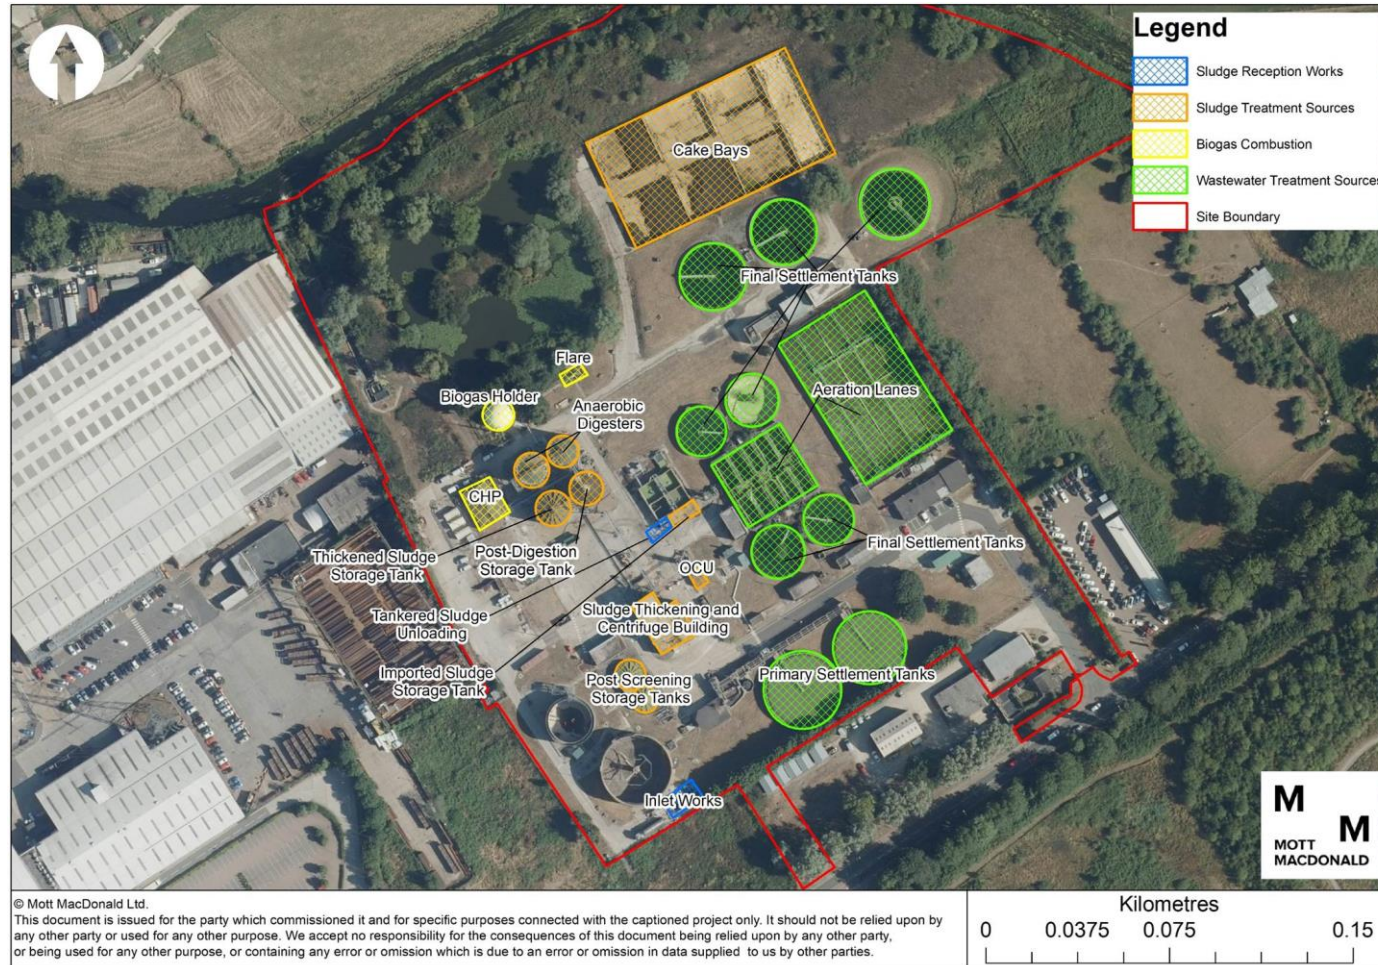 Legend
Sludge Reception Works
Sludge Treatment Sources
Biogas Combustion
Wastewater Treatment Sources
Site Boundary
Cake Bays
Final Settlement Tanks
Flare
Biogas Holder
Anaerobic
Digesters
Aeration Lanes
CHP
Thickened Sludge
Storage Tank
Post-Digestion
Storage Tank
Final Settlement Tanks
OCU
Tankered Sludge
Unloading
Sludge Thickening and
Centrifuge Building
Imported Sludge
Storage Tank
Post-Screening
Storage Tanks
Primary Settlement Tanks
Inlet Works
M
M
MOTT
MACDONALD
© Mott MacDonald Ltd.
This document is issued for the party which commissioned it and for specific purposes connected with the captioned project only. It should not be relied upon by
any other party or used for any other purpose. We accept no responsibility for the consequences of this document being relied upon by any other party,
or being used for any other purpose, or containing any error or omission which is due to an error or omission in data supplied to us by other parties.
Kilometres
0 0.0375 0.075 0.15